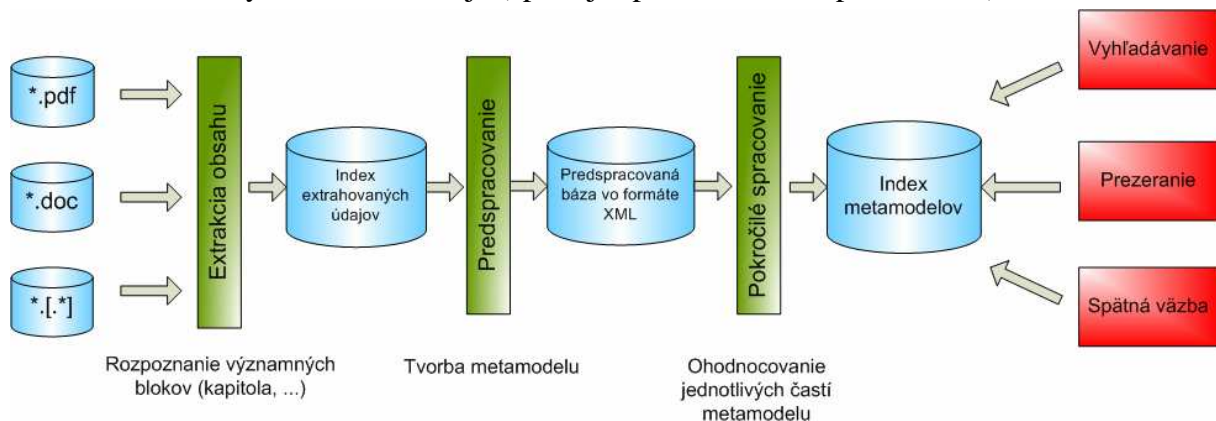 *.pdf
*.doc
*.[.*]
Extrakcia obsahu
Rozpoznanie významných
blokov (kapitola, ...)
Index
extrahovaných
údajov
Predspracovanie
Tvorba metamodelu
Predspracovaná
báza vo formáte
XML
Pokročilé spracovanie
Ohodnocovanie
jednotlivých častí
metamodelu
Index
metamodelov
Vyhľadávanie
Prezeranie
Spätná väzba